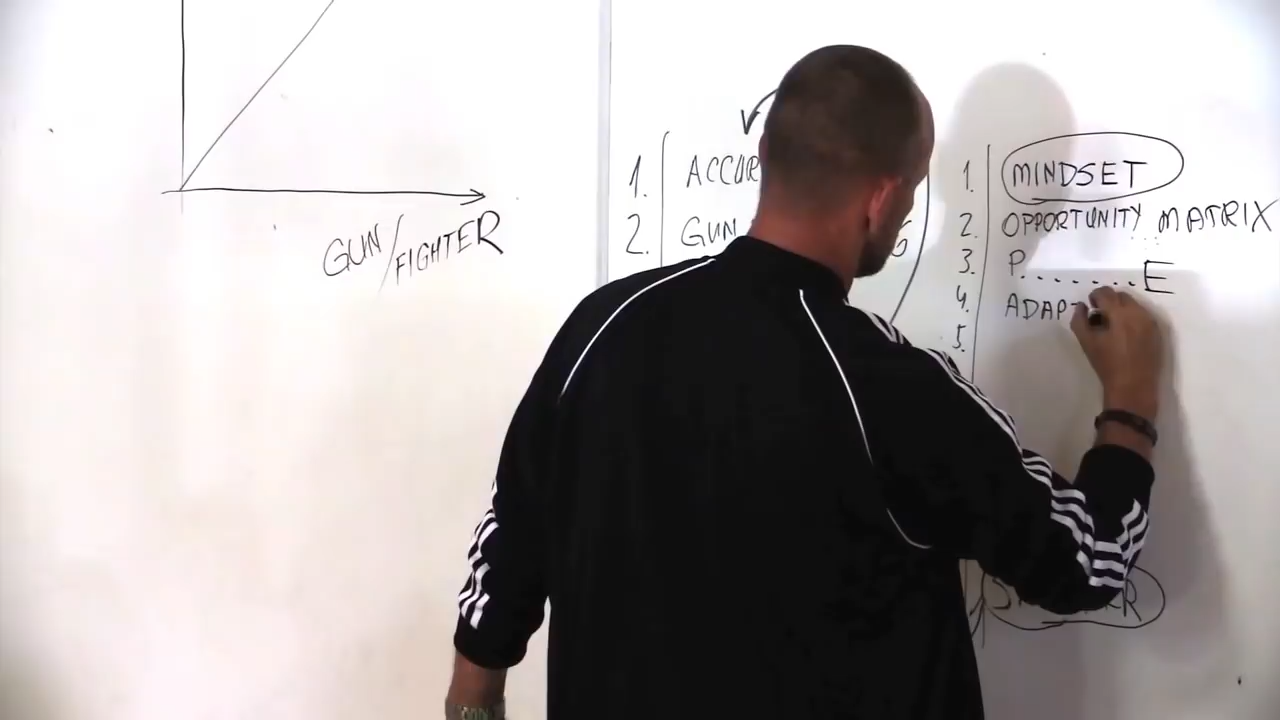 GUN/FIGHTER
1. ACCUR
2. GUN G
1. MINDSET
2. OPPORTUNITY MATRIX
3. P........E
4. ADAPT
5.